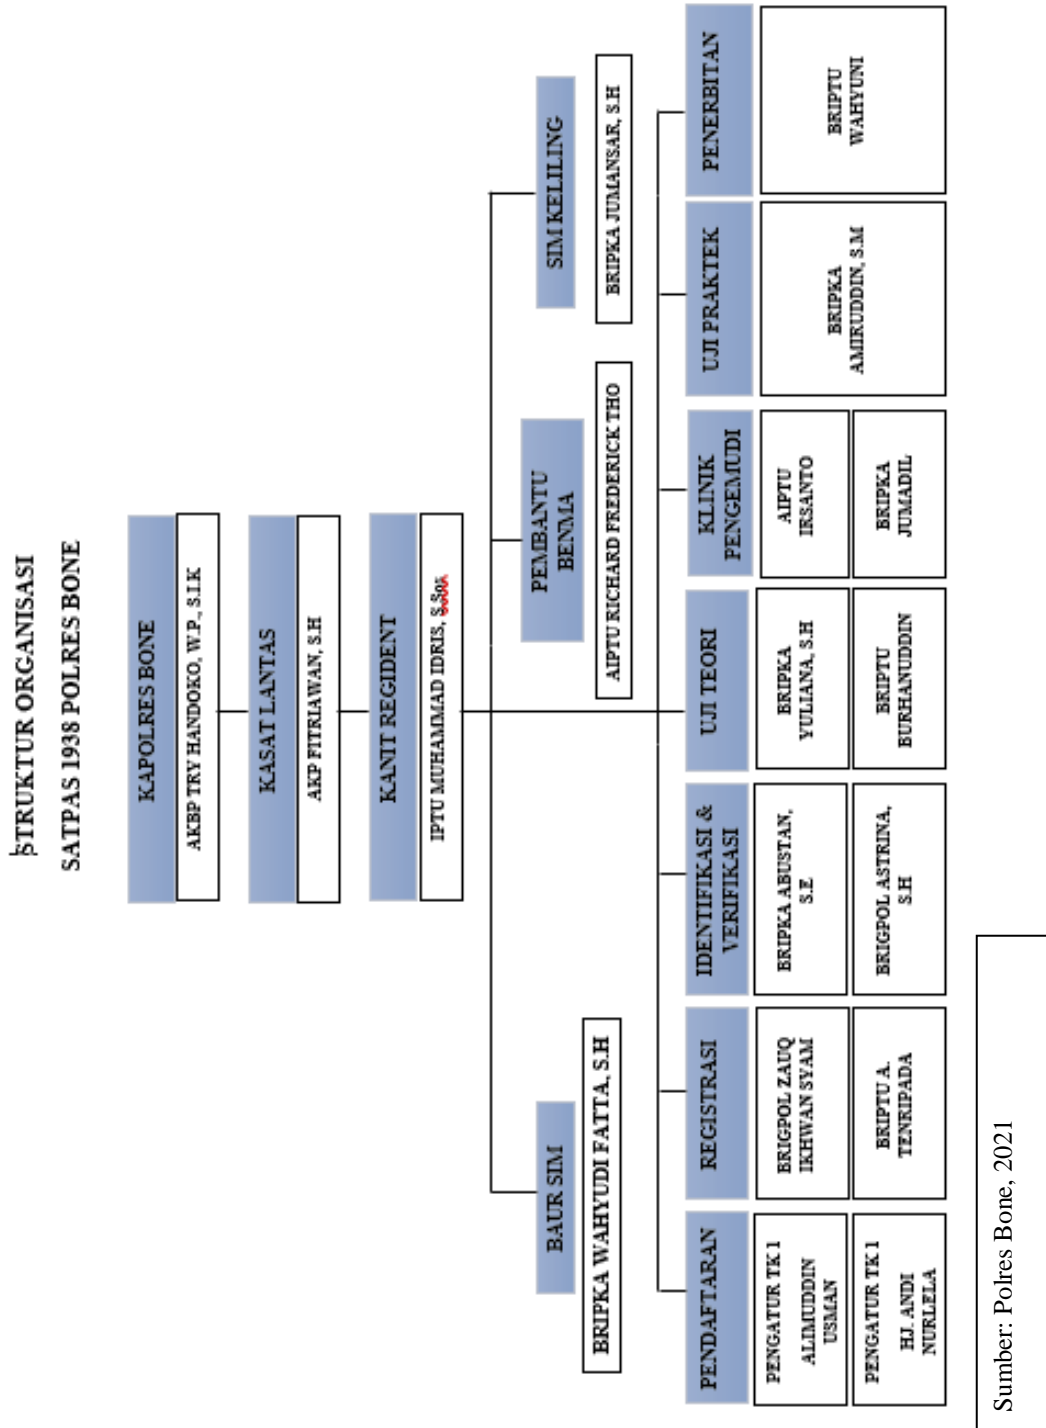 STRUKTUR ORGANISASI
SATPAS 1938 POLRES BONE
KAPOLRES BONE
AKBP TRY HANDOKO, W.P., S.I.K
KASAT LANTAS
AKP FITRIAWAN, S.H
KANIT REGIDENT
IPTU MUHAMMAD IDRIS, S.Sos
BAUR SIM
BRIPKA WAHYUDI FATTA, S.H
PEMBANTU
BENMA
AIPTU RICHARD FREDERICK THO
SIM KELILING
BRIPKA JUMANSAR, S.H
PENDAFTARAN
PENGATUR TK 1
ALIMUDDIN
USMAN
PENGATUR TK 1
HJ. ANDI
NURLELA
REGISTRASI
BRIGPOL ZAUQ
IKHWAN SYAM
BRIPTU A.
TENRIPADA
IDENTIFIKASI &
VERIFIKASI
BRIPKA ABUSTAN,
S.E
BRIGPOL ASTRINA,
S.H
UJI TEORI
BRIPKA
YULIANA, S.H
BRIPTU
BURHANUDDIN
KLINIK
PENGEMUDI
AIPTU
IRSANTO
BRIPKA
JUMADIL
UJI PRAKTEK
BRIPKA
AMIRUDDIN, S.M
PENERBITAN
BRIPTU
WAHYUNI
Sumber: Polres Bone, 2021